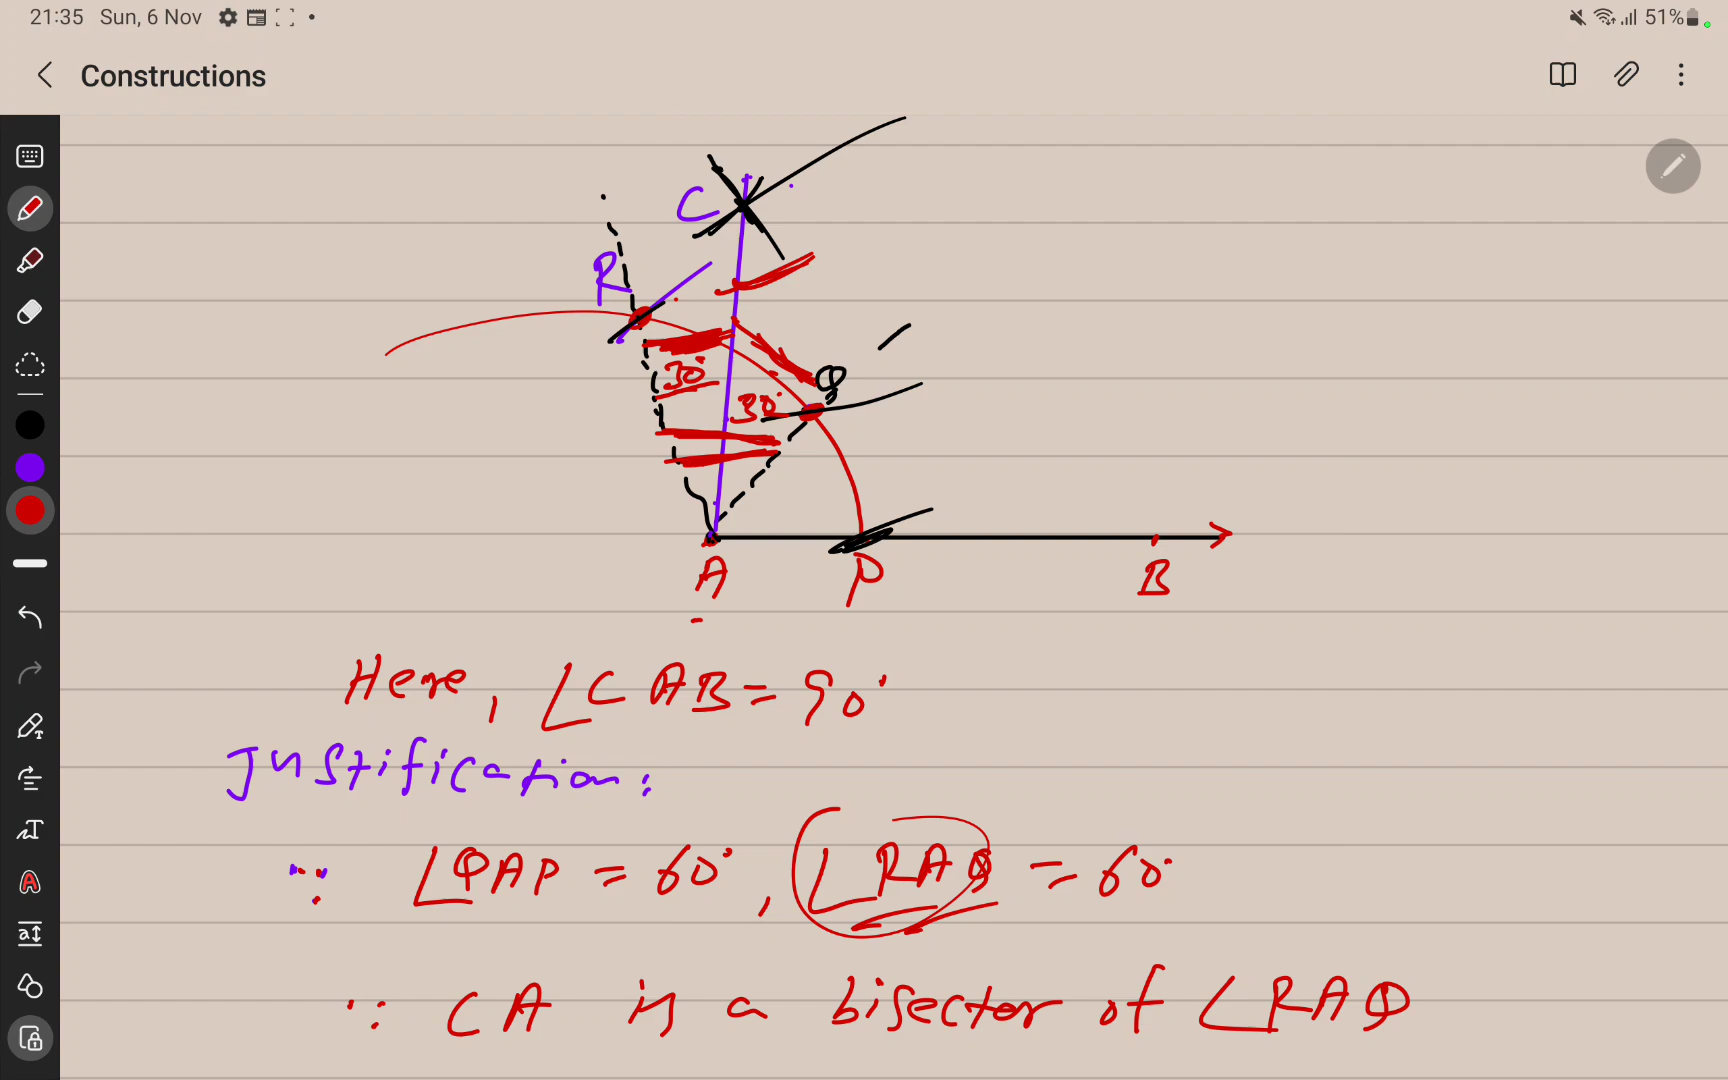 21:35 Sun, 6 Nov 51%
Constructions
C
R
30°
Q
30°
A P B
Here, ∠CAB = 90°
Justification:
∵ ∠QAP = 60°, ∠RAQ = 60°
∵ CA is a bisector of ∠RAQ